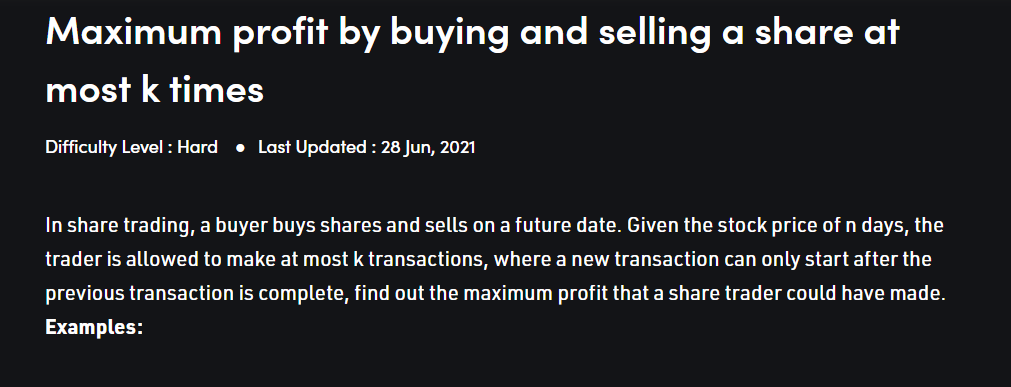 Maximum profit by buying and selling a share at
most k times
Difficulty Level : Hard ● Last Updated : 28 Jun, 2021
In share trading, a buyer buys shares and sells on a future date. Given the stock price of n days, the
trader is allowed to make at most k transactions, where a new transaction can only start after the
previous transaction is complete, find out the maximum profit that a share trader could have made.
Examples: